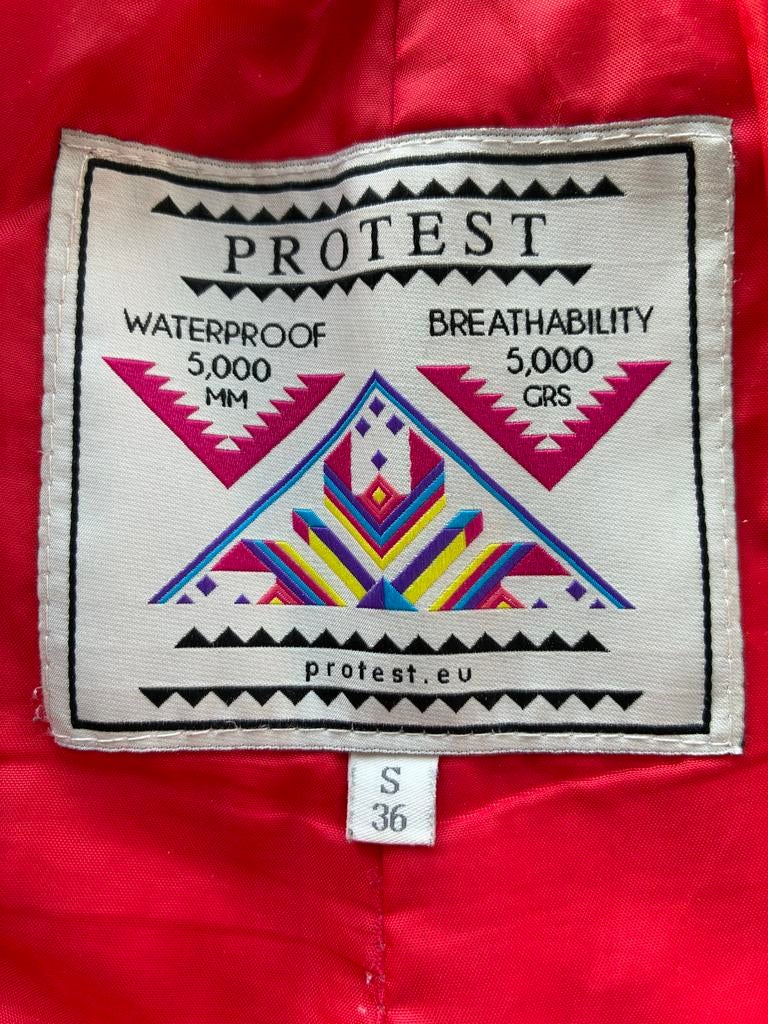 PROTEST
WATERPROOF
5,000
MM
BREATHABILITY
5,000
GRS
protest.eu
S
36